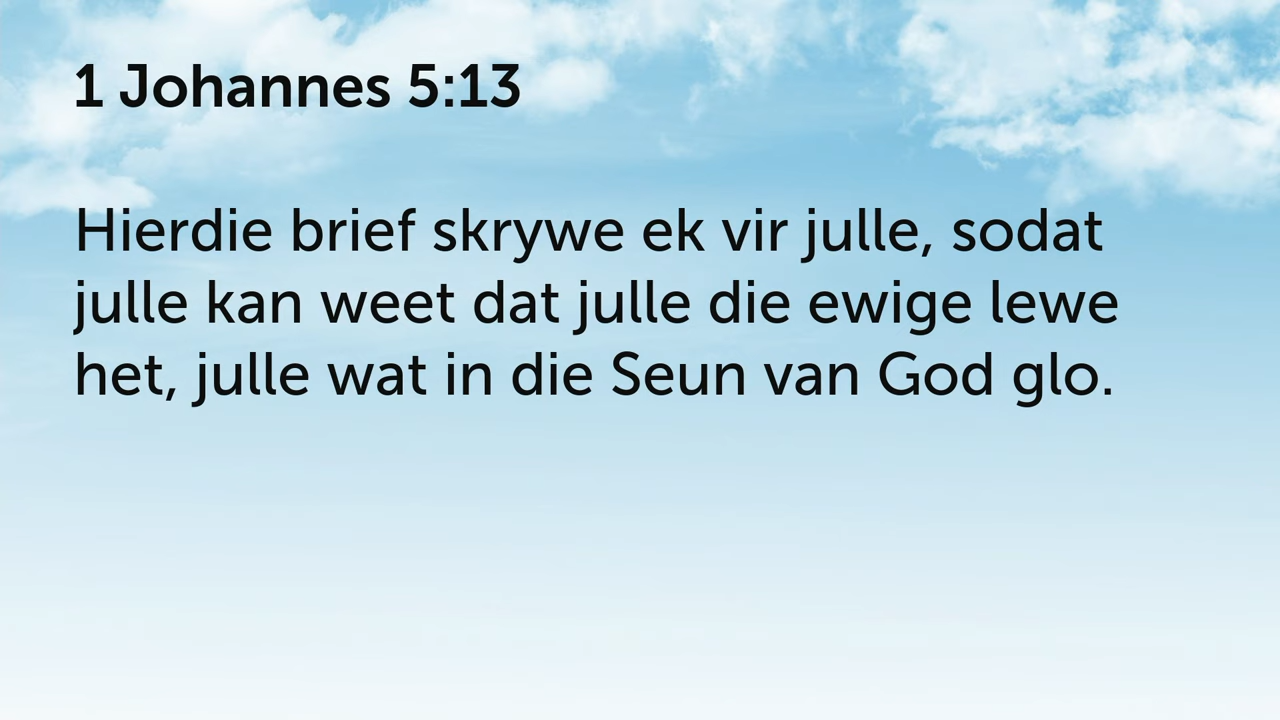 1 Johannes 5:13
Hierdie brief skrywe ek vir julle, sodat
julle kan weet dat julle die ewige lewe
het, julle wat in die Seun van God glo.